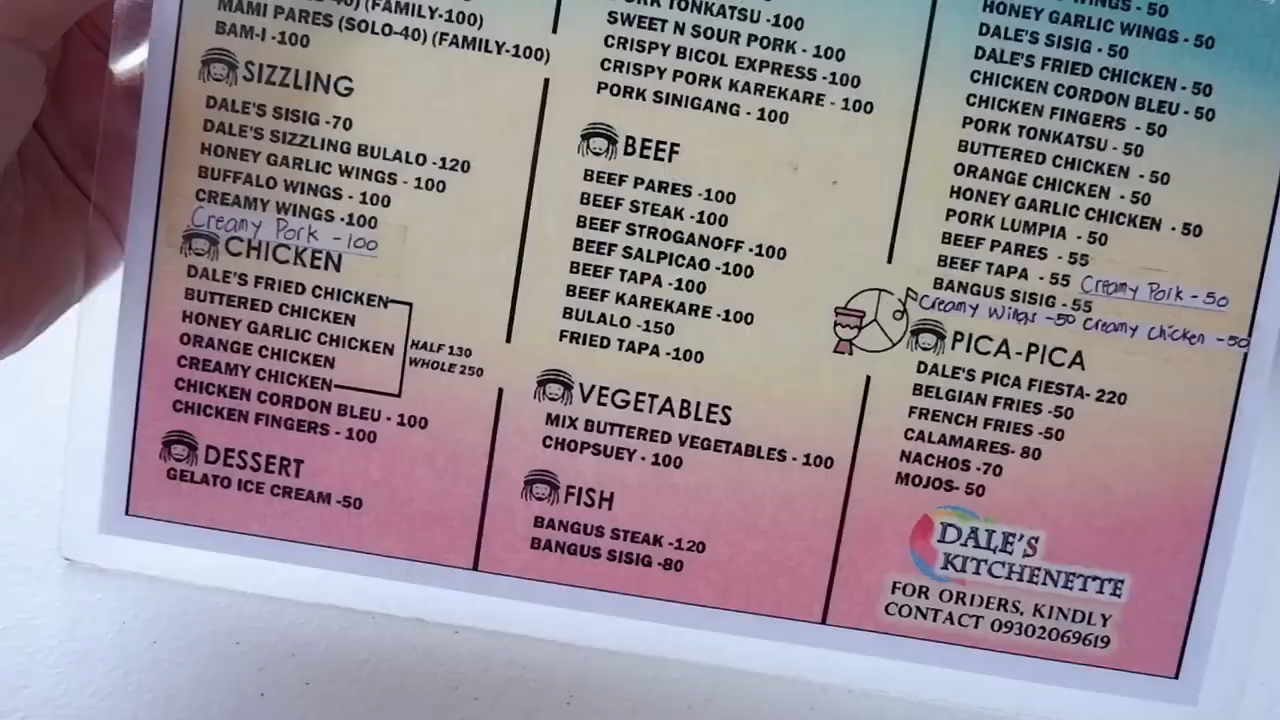 (FAMILY-100)
MAMI PARES (SOLO-40) (FAMILY-100)
BAM-I -100
SIZZLING
DALE'S SISIG -70
DALE'S SIZZLING BULALO -120
HONEY GARLIC WINGS - 100
BUFFALO WINGS - 100
CREAMY WINGS -100
Creamy Pork -100
CHICKEN
DALE'S FRIED CHICKEN
BUTTERED CHICKEN
HONEY GARLIC CHICKEN
ORANGE CHICKEN
CREAMY CHICKEN
HALF 130
WHOLE 250
CHICKEN CORDON BLEU - 100
CHICKEN FINGERS - 100
DESSERT
GELATO ICE CREAM -50
TONKATSU -100
SWEET N SOUR PORK - 100
CRISPY BICOL EXPRESS -100
CRISPY PORK KAREKARE - 100
PORK SINIGANG - 100
BEEF
BEEF PARES -100
BEEF STEAK -100
BEEF STROGANOFF -100
BEEF SALPICAO -100
BEEF TAPA -100
BEEF KAREKARE -100
BULALO -150
FRIED TAPA -100
VEGETABLES
MIX BUTTERED VEGETABLES - 100
CHOPSUEY - 100
FISH
BANGUS STEAK -120
BANGUS SISIG -80
WINGS - 50
HONEY GARLIC WINGS - 50
DALE'S SISIG - 50
DALE'S FRIED CHICKEN - 50
CHICKEN CORDON BLEU - 50
CHICKEN FINGERS - 50
PORK TONKATSU - 50
BUTTERED CHICKEN - 50
ORANGE CHICKEN - 50
HONEY GARLIC CHICKEN - 50
PORK LUMPIA - 50
BEEF PARES - 55
BEEF TAPA - 55 Creamy Pork - 50
BANGUS SISIG - 55
Creamy Wings -50 Creamy Chicken -50
PICA-PICA
DALE'S PICA FIESTA- 220
BELGIAN FRIES -50
FRENCH FRIES -50
CALAMARES- 80
NACHOS -70
MOJOS- 50
DALE'S
KITCHENETTE
FOR ORDERS, KINDLY
CONTACT 09302069619